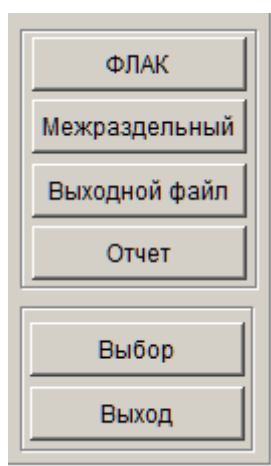 ФЛАК
Межраздельный
Выходной файл
Отчет
Выбор
Выход